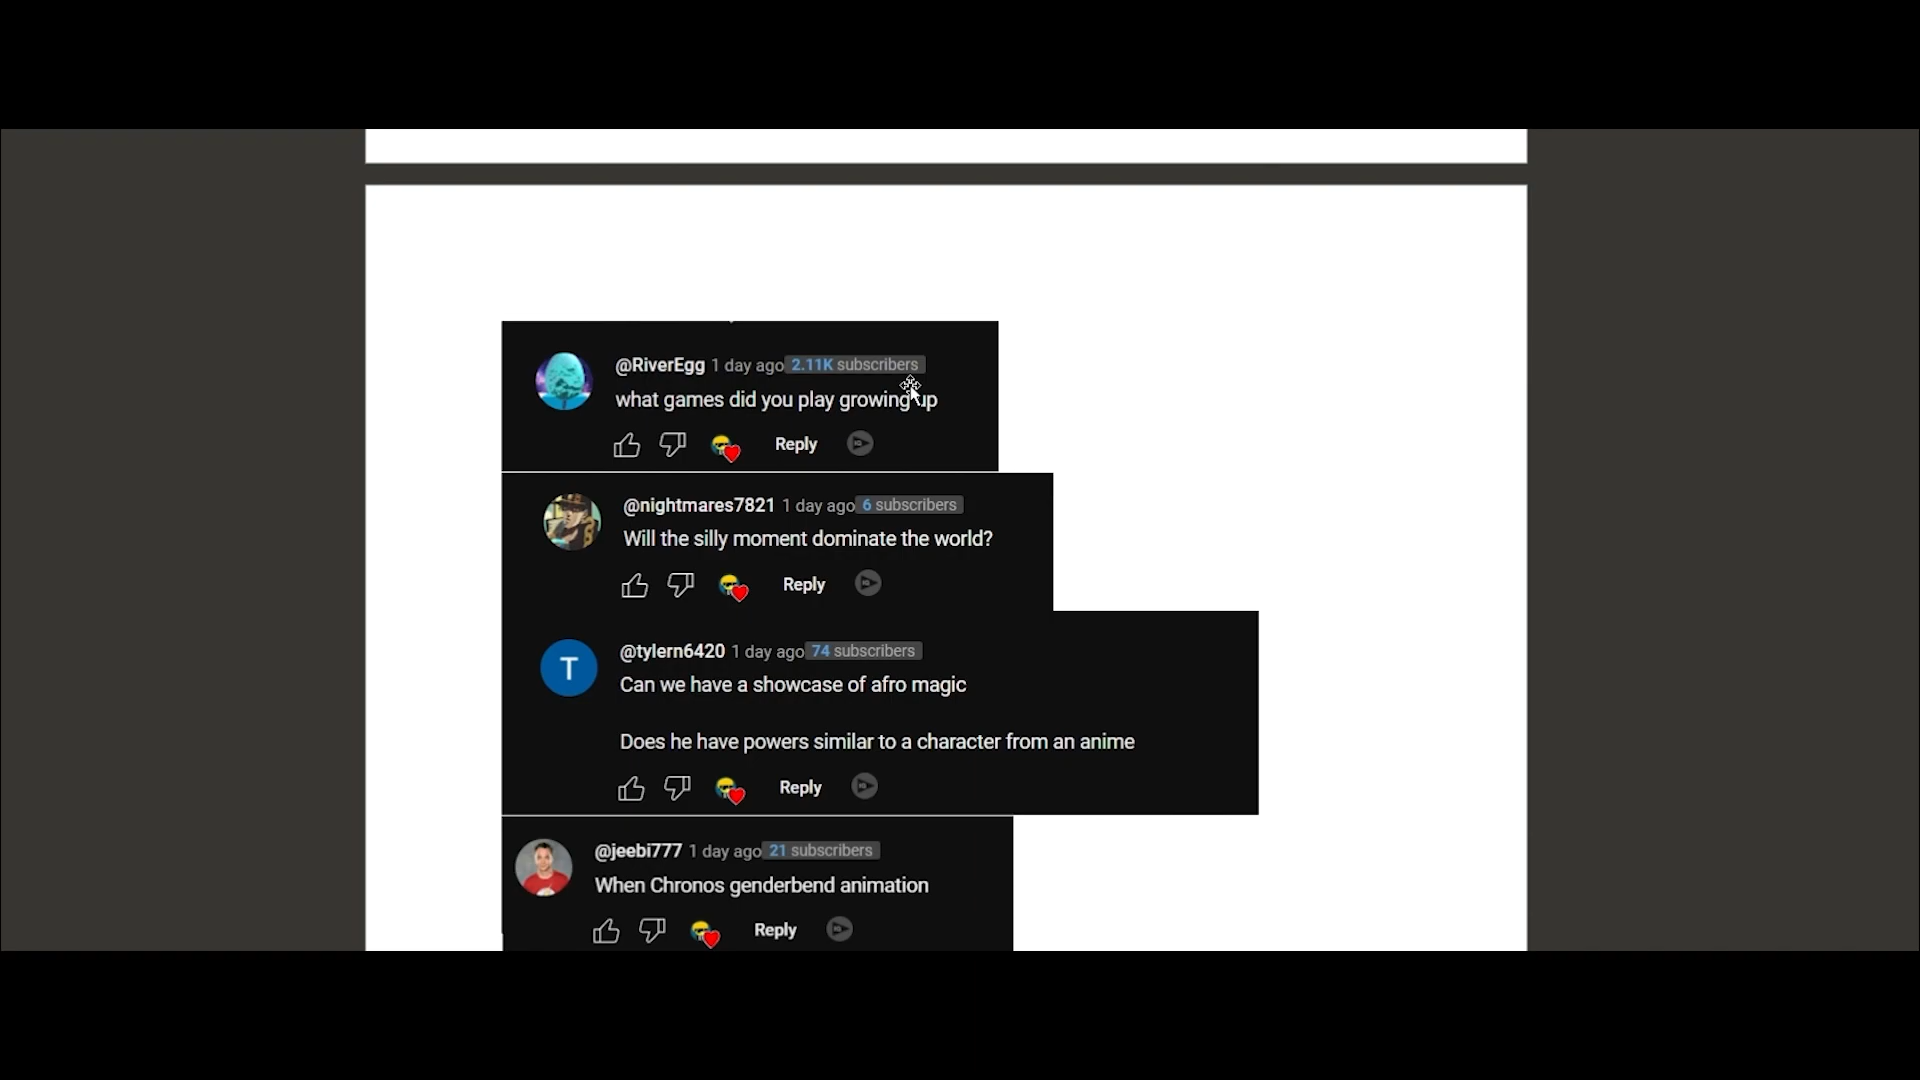 @RiverEgg 1 day ago 2.11K subscribers
what games did you play growing up
Reply
@nightmares7821 1 day ago 6 subscribers
Will the silly moment dominate the world?
Reply
T
@tylern6420 1 day ago 74 subscribers
Can we have a showcase of afro magic
Does he have powers similar to a character from an anime
Reply
@jeebi777 1 day ago 21 subscribers
When Chronos genderbend animation
Reply